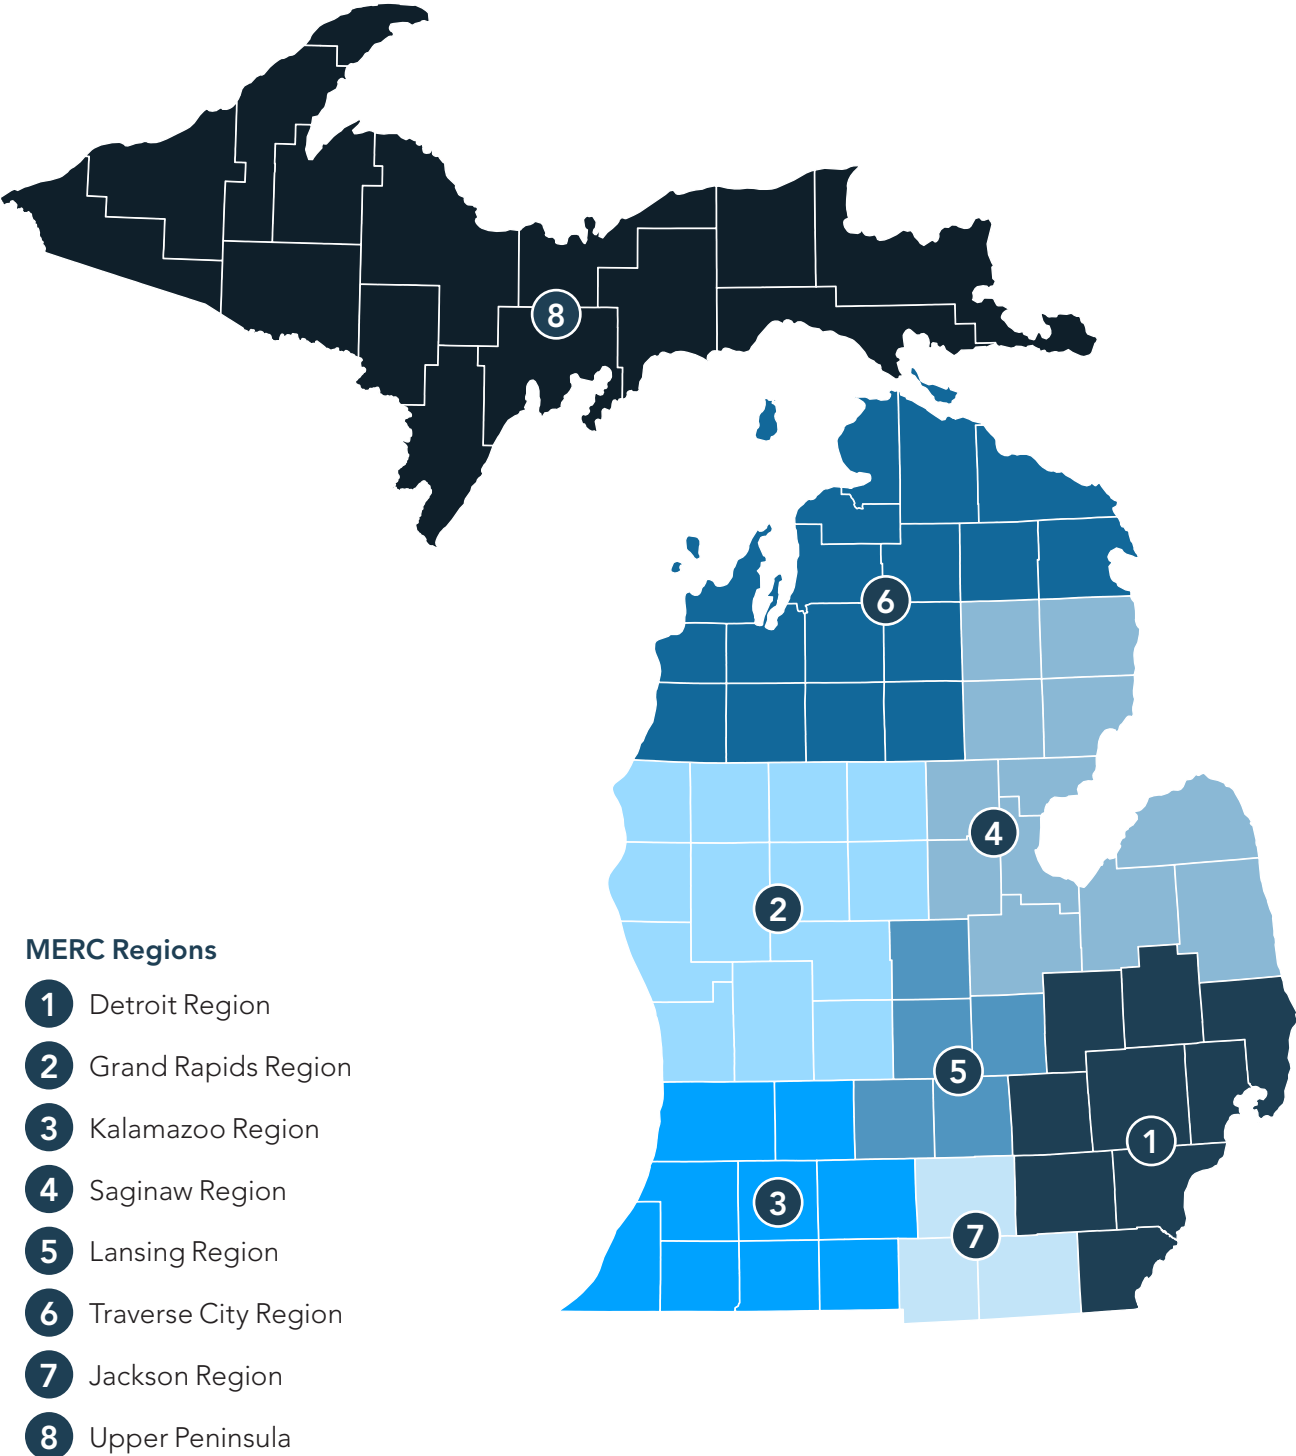 8
6
4
2
5
1
3
7
MERC Regions
1 Detroit Region
2 Grand Rapids Region
3 Kalamazoo Region
4 Saginaw Region
5 Lansing Region
6 Traverse City Region
7 Jackson Region
8 Upper Peninsula